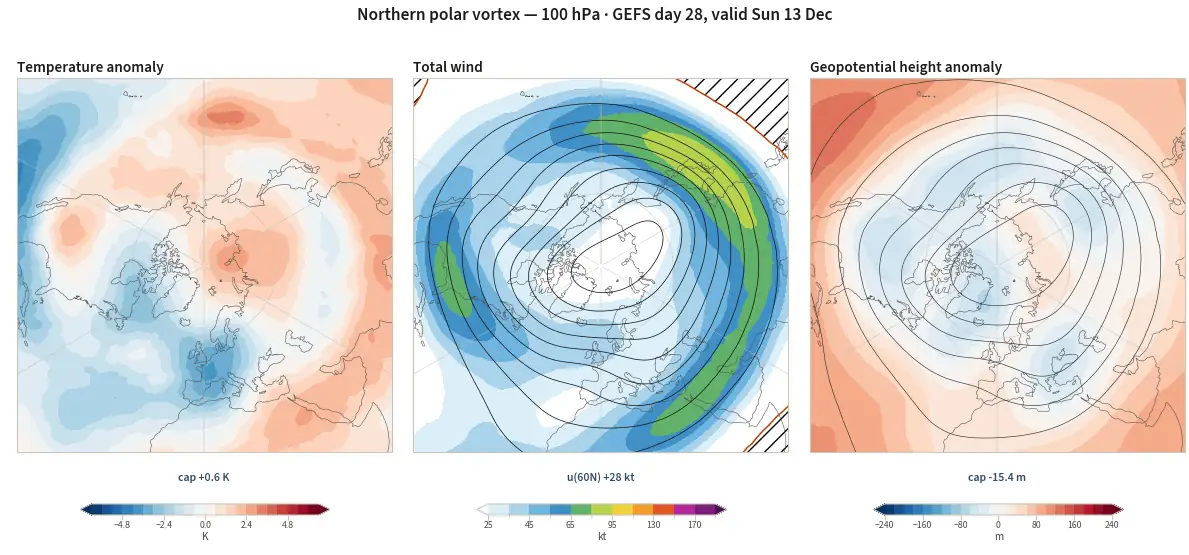 Northern polar vortex — 100 hPa · GEFS day 28, valid Sun 13 Dec
Temperature anomaly
Total wind
Geopotential height anomaly
cap +0.6 K
u(60N) +28 kt
cap -15.4 m
−4.8 −2.4 0.0 2.4 4.8
K
25 45 65 95 130 170
kt
−240 −160 −80 0 80 160 240
m